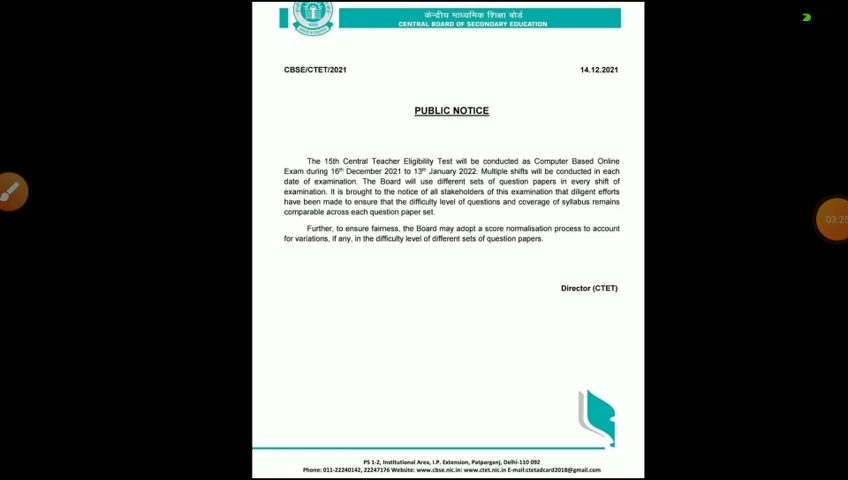 केन्द्रीय माध्यमिक शिक्षा बोर्ड
CENTRAL BOARD OF SECONDARY EDUCATION
CBSE/CTET/2021 14.12.2021
PUBLIC NOTICE
The 15th Central Teacher Eligibility Test will be conducted as Computer Based Online
Exam during 16th December 2021 to 13th January 2022. Multiple shifts will be conducted in each
date of examination. The Board will use different sets of question papers in every shift of
examination. It is brought to the notice of all stakeholders of this examination that diligent efforts
have been made to ensure that the difficulty level of questions and coverage of syllabus remains
comparable across each question paper set.
Further, to ensure fairness, the Board may adopt a score normalisation process to account
for variations, if any, in the difficulty level of different sets of question papers.
Director (CTET)
PS 1-2, Institutional Area, I.P. Extension, Patparganj, Delhi-110 092
Phone: 011-22240142, 22247176 Website: www.cbse.nic.in: www.ctet.nic.in E-mail:ctetadcard2018@gmail.com
03:25